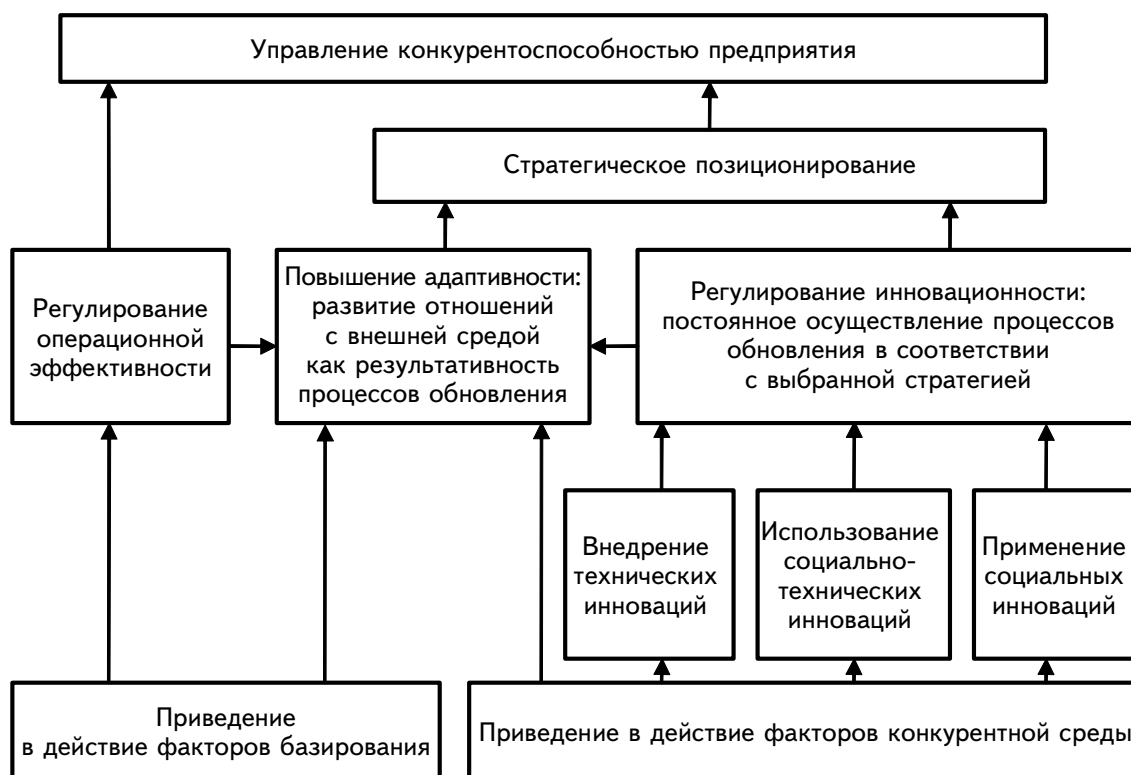 Управление конкурентоспособностью предприятия
Стратегическое позиционирование
Регулирование
операционной
эффективности
Повышение адаптивности:
развитие отношений
с внешней средой
как результативность
процессов обновления
Регулирование инновационности:
постоянное осуществление процессов
обновления в соответствии
с выбранной стратегией
Внедрение
технических
инноваций
Использование
социально-
технических
инноваций
Применение
социальных
инноваций
Приведение
в действие факторов базирования
Приведение в действие факторов конкурентной среды